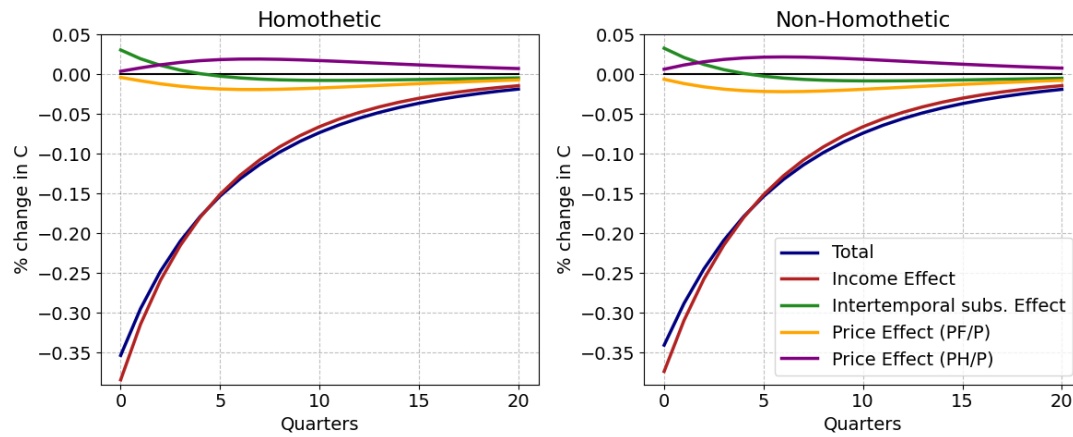 Homothetic
% change in C
0.05
0.00
−0.05
−0.10
−0.15
−0.20
−0.25
−0.30
−0.35
0 5 10 15 20
Quarters
Non-Homothetic
% change in C
0.05
0.00
−0.05
−0.10
−0.15
−0.20
−0.25
−0.30
−0.35
Total
Income Effect
Intertemporal subs. Effect
Price Effect (PF/P)
Price Effect (PH/P)
0 5 10 15 20
Quarters